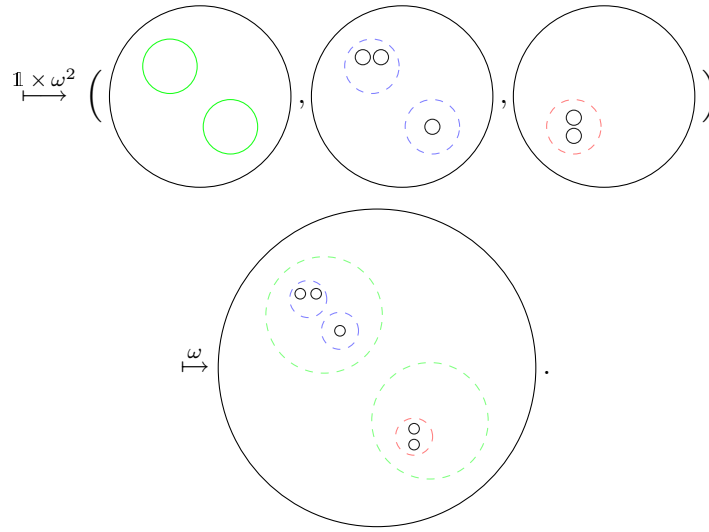 𝟙 × ω² ⟼ ( , , )
ω ⟼ .